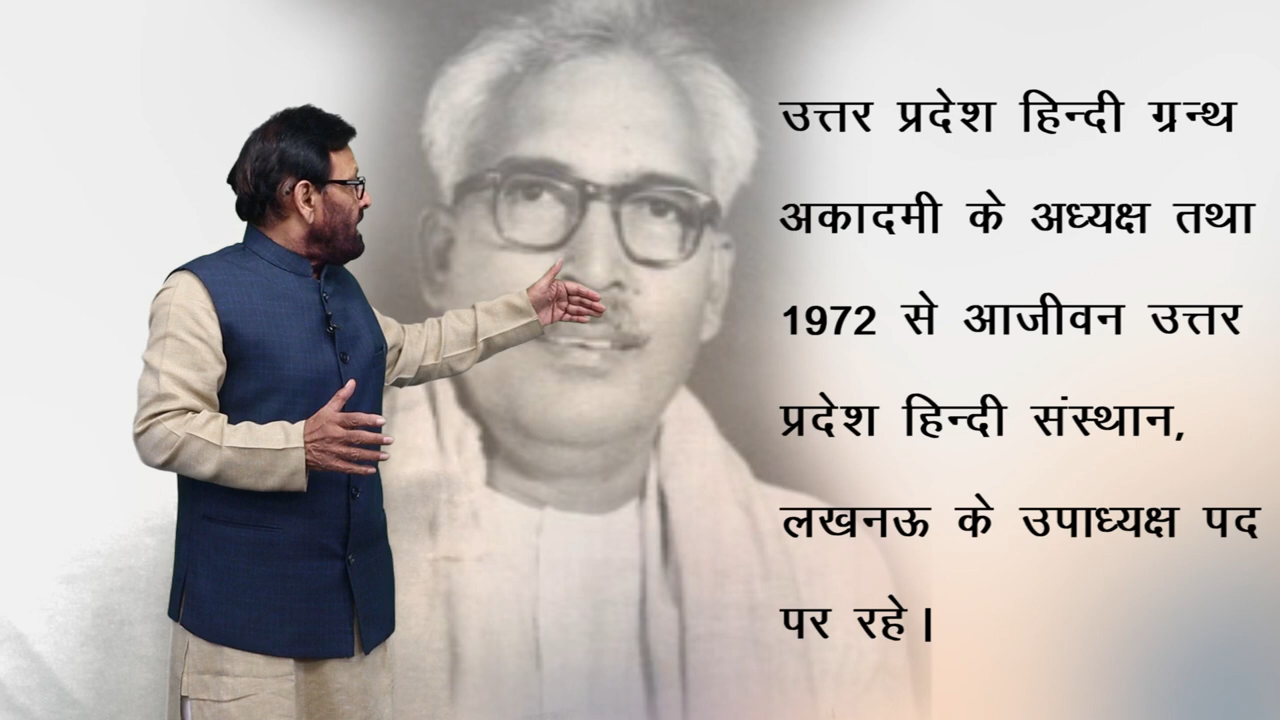 उत्तर प्रदेश हिन्दी ग्रन्थ
अकादमी के अध्यक्ष तथा
1972 से आजीवन उत्तर
प्रदेश हिन्दी संस्थान,
लखनऊ के उपाध्यक्ष पद
पर रहे।